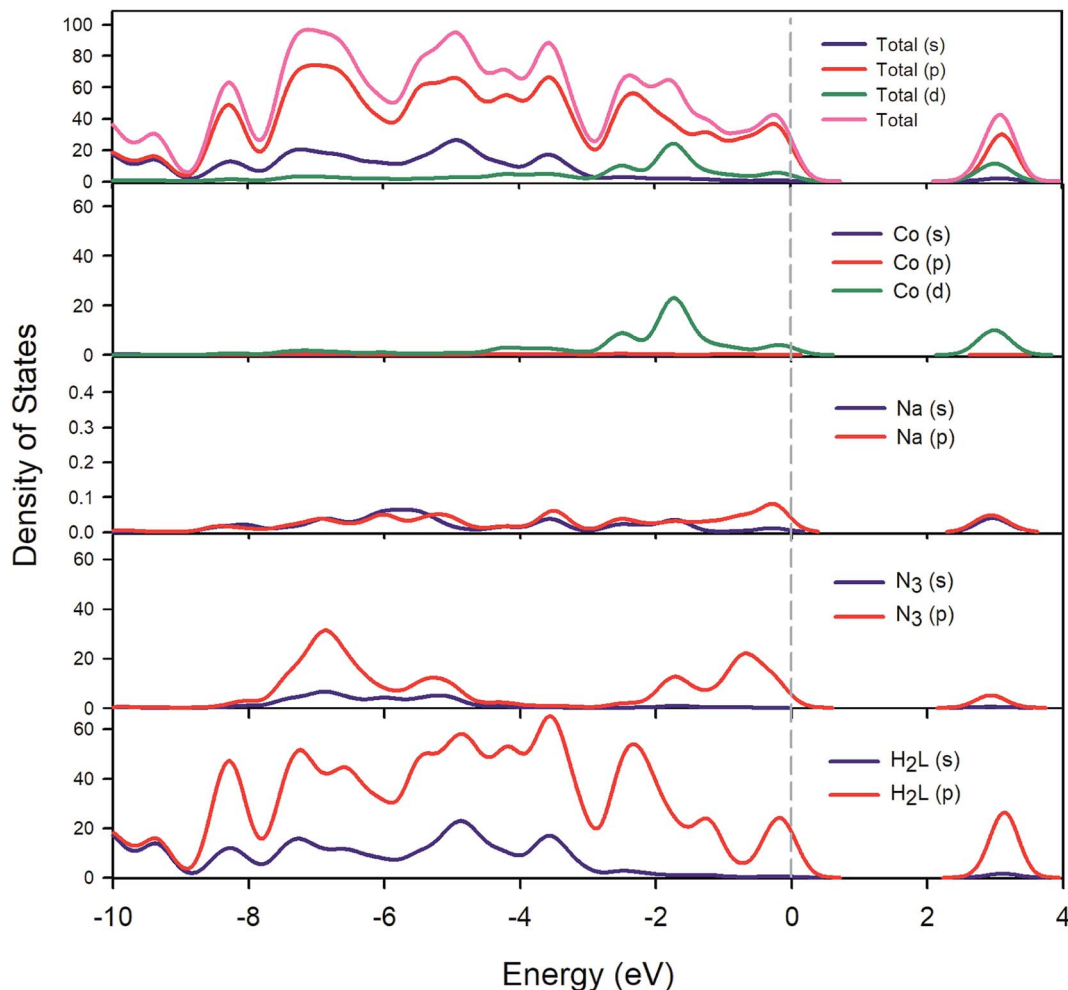 Density of States
100
80
60
40
20
0
Total (s)
Total (p)
Total (d)
Total
60
40
20
0
Co (s)
Co (p)
Co (d)
0.4
0.3
0.2
0.1
0.0
Na (s)
Na (p)
60
40
20
0
N3 (s)
N3 (p)
60
40
20
0
H2L (s)
H2L (p)
-10 -8 -6 -4 -2 0 2 4
Energy (eV)